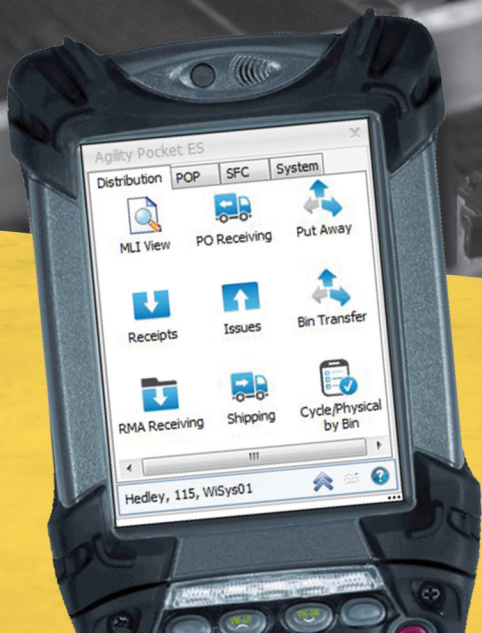 Agility Pocket ES
Distribution POP SFC System
MLI View PO Receiving Put Away
Receipts Issues Bin Transfer
RMA Receiving Shipping Cycle/Physical
by Bin
Hedley, 115, WiSys01